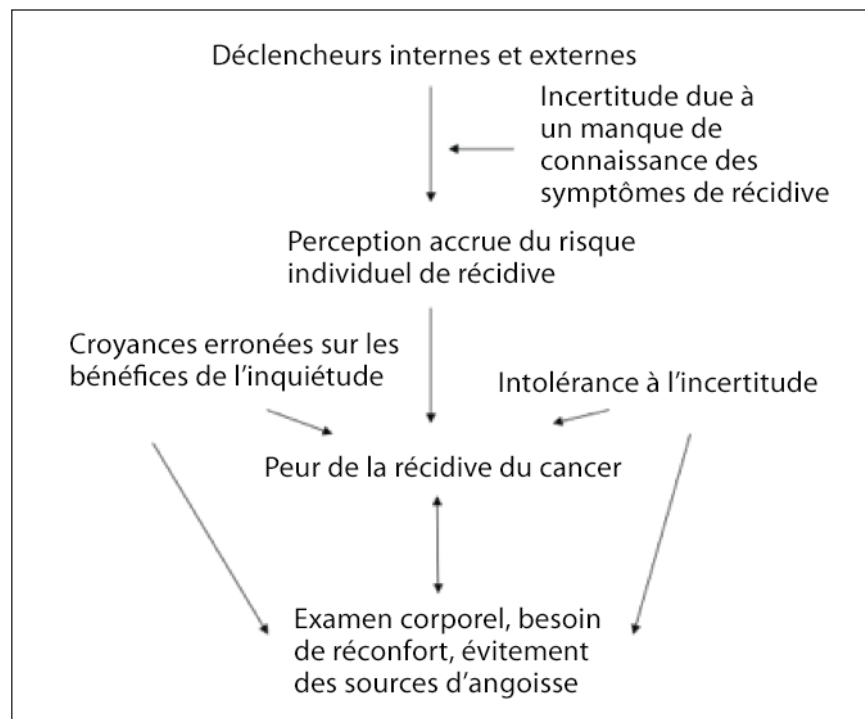 Déclencheurs internes et externes
Incertitude due à
un manque de
connaissance des
symptômes de récidive
Perception accrue du risque
individuel de récidive
Croyances erronées sur les
bénéfices de l’inquiétude
Intolérance à l’incertitude
Peur de la récidive du cancer
Examen corporel, besoin
de réconfort, évitement
des sources d’angoisse